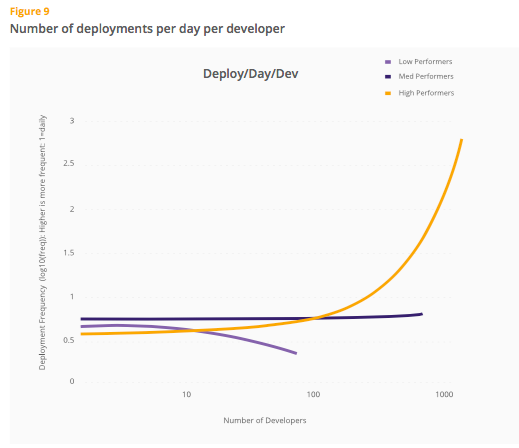 Figure 9
Number of deployments per day per developer
Deploy/Day/Dev
Low Performers
Med Performers
High Performers
Deployment Frequency (log10(freq)): Higher is more frequent: 1=daily
3
2.5
2
1.5
1
0.5
0
10
100
1000
Number of Developers